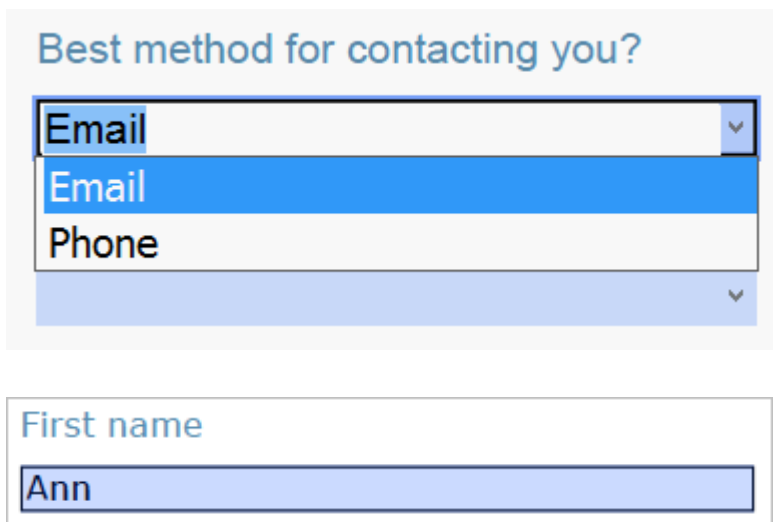 Best method for contacting you?
Email
Email
Phone
First name
Ann